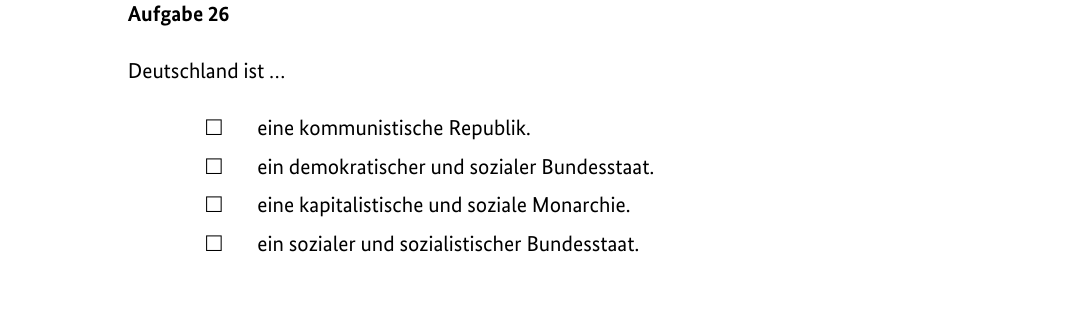 Aufgabe 26
Deutschland ist …
☐ eine kommunistische Republik.
☐ ein demokratischer und sozialer Bundesstaat.
☐ eine kapitalistische und soziale Monarchie.
☐ ein sozialer und sozialistischer Bundesstaat.